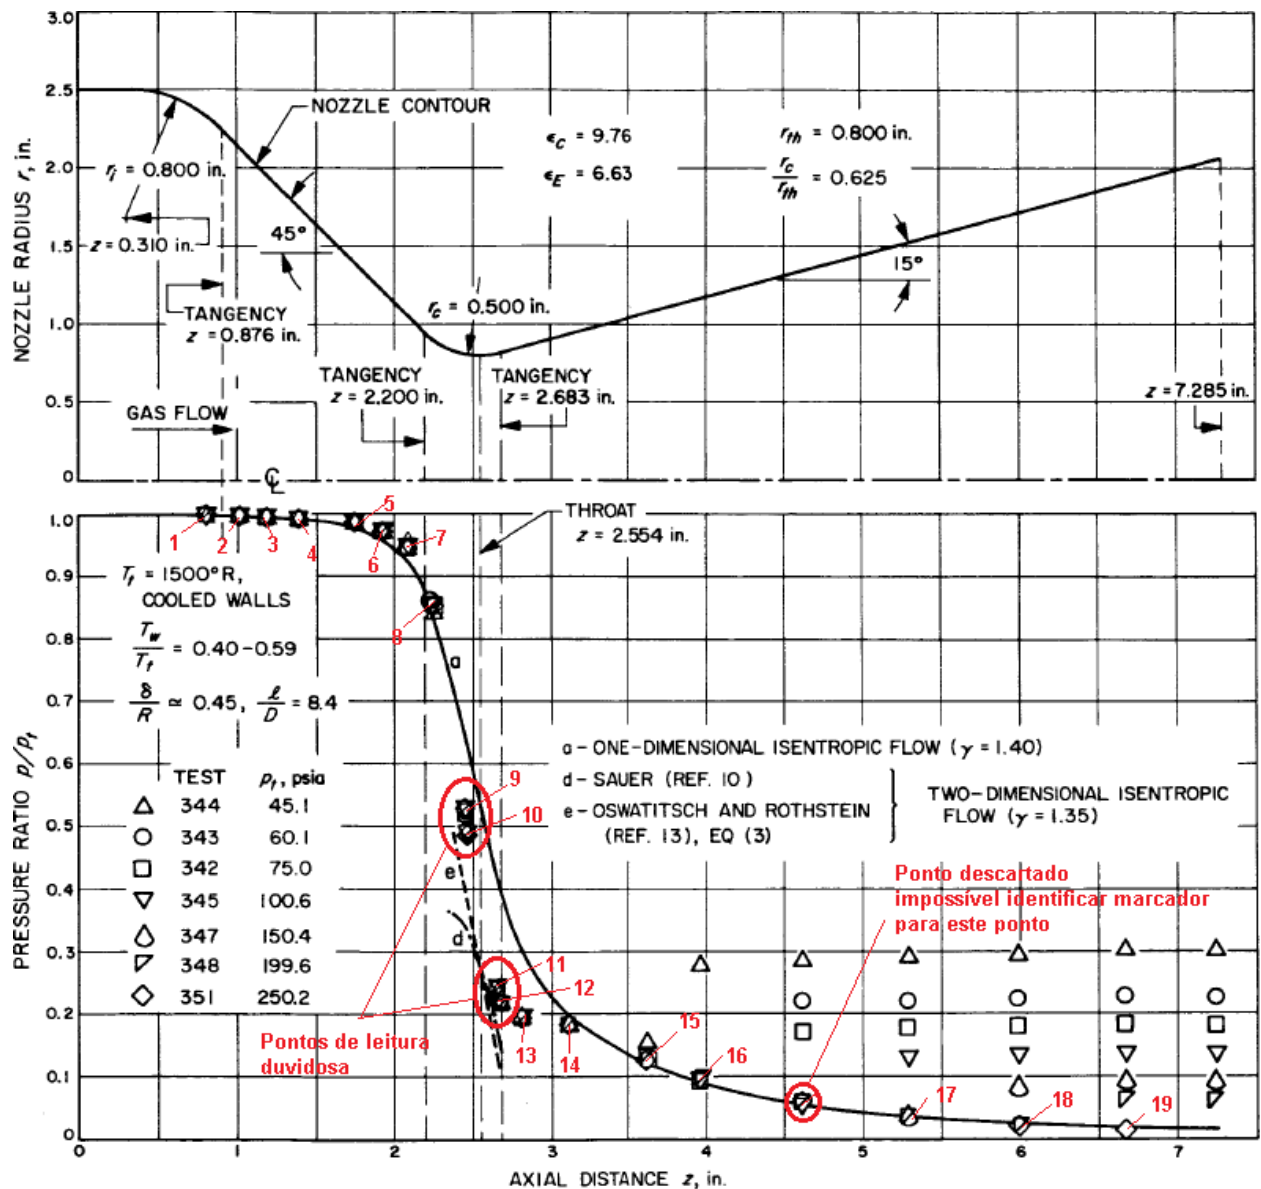 3.0
2.5
2.0
1.5
1.0
0.5
0
NOZZLE RADIUS r, in.
NOZZLE CONTOUR
r_i = 0.800 in.
z = 0.310 in.
45°
TANGENCY
z = 0.876 in.
ϵ_C = 9.76
ϵ_E = 6.63
r_th = 0.800 in.
r_c/r_th = 0.625
15°
r_c = 0.500 in.
TANGENCY
z = 2.200 in.
TANGENCY
z = 2.683 in.
z = 7.285 in.
GAS FLOW
℄
THROAT
z = 2.554 in.
1.0
0.9
0.8
0.7
0.6
0.5
0.4
0.3
0.2
0.1
0
PRESSURE RATIO p/p_t
1
2
3
4
5
6
7
8
T_t = 1500°R,
COOLED WALLS
T_w/T_t = 0.40-0.59
δ/R ≃ 0.45, ℓ/D = 8.4
a
TEST p_t, psia
344 45.1
343 60.1
342 75.0
345 100.6
347 150.4
348 199.6
351 250.2
9
10
e
d
a - ONE-DIMENSIONAL ISENTROPIC FLOW (γ = 1.40)
d - SAUER (REF. 10)
e - OSWATITSCH AND ROTHSTEIN
(REF. 13), EQ (3)
TWO-DIMENSIONAL ISENTROPIC
FLOW (γ = 1.35)
Ponto descartado
impossível identificar marcador
para este ponto
Pontos de leitura
duvidosa
11
12
13
14
15
16
17
18
19
0 1 2 3 4 5 6 7
AXIAL DISTANCE z, in.